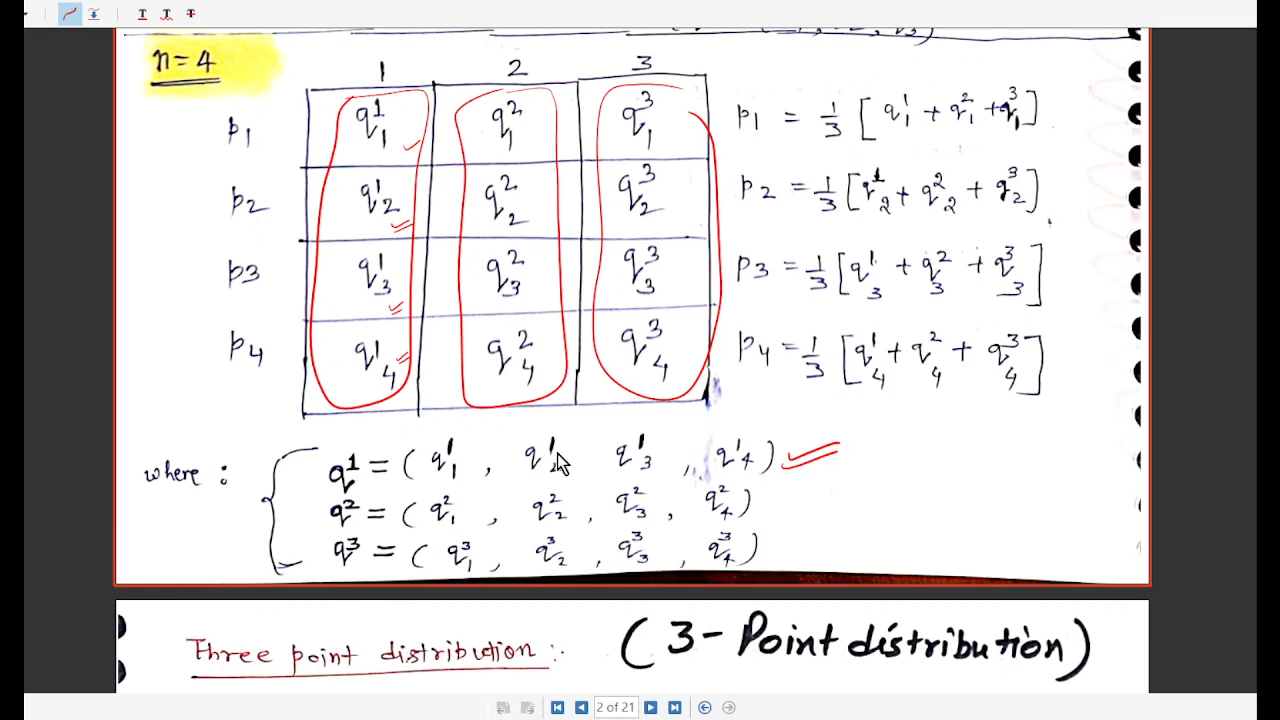 n=4
1 2 3
p1 q¹₁ q²₁ q³₁ p1 = 1/3 [q¹₁ + q²₁ + q³₁]
p2 q¹₂ q²₂ q³₂ p2 = 1/3 [q¹₂ + q²₂ + q³₂]
p3 q¹₃ q²₃ q³₃ p3 = 1/3 [q¹₃ + q²₃ + q³₃]
p4 q¹₄ q²₄ q³₄ p4 = 1/3 [q¹₄ + q²₄ + q³₄]
where : q¹ = (q¹₁, q¹₂ q¹₃, q¹₄)
q² = (q²₁, q²₂, q²₃, q²₄)
q³ = (q³₁, q³₂, q³₃, q³₄)
Three point distribution :- (3-Point distribution)
2 of 21